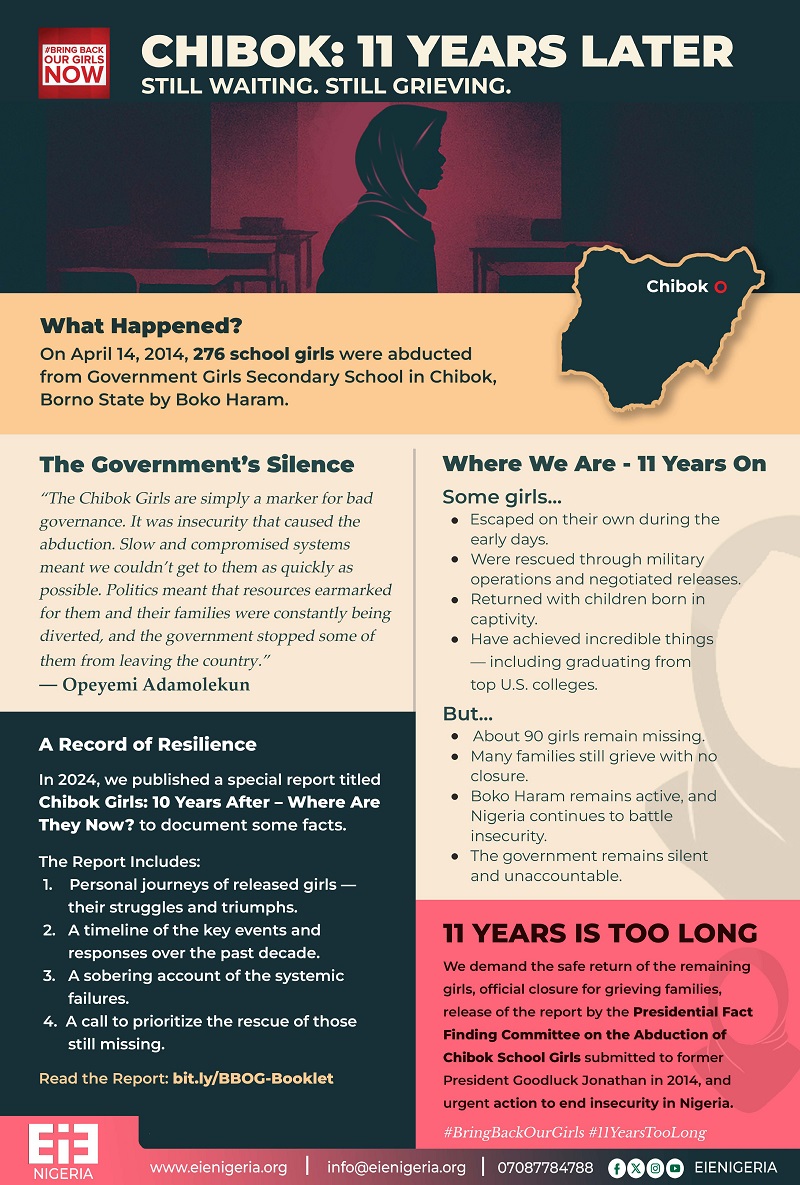 #BRING BACK
OUR GIRLS
NOW
CHIBOK: 11 YEARS LATER
STILL WAITING. STILL GRIEVING.
Chibok
What Happened?
On April 14, 2014, 276 school girls were abducted
from Government Girls Secondary School in Chibok,
Borno State by Boko Haram.
The Government's Silence
“The Chibok Girls are simply a marker for bad
governance. It was insecurity that caused the
abduction. Slow and compromised systems
meant we couldn’t get to them as quickly as
possible. Politics meant that resources earmarked
for them and their families were constantly being
diverted, and the government stopped some of
them from leaving the country.”
— Opeyemi Adamolekun
A Record of Resilience
In 2024, we published a special report titled
Chibok Girls: 10 Years After – Where Are
They Now? to document some facts.
The Report Includes:
1. Personal journeys of released girls —
their struggles and triumphs.
2. A timeline of the key events and
responses over the past decade.
3. A sobering account of the systemic
failures.
4. A call to prioritize the rescue of those
still missing.
Read the Report: bit.ly/BBOG-Booklet
Where We Are - 11 Years On
Some girls...
• Escaped on their own during the
early days.
• Were rescued through military
operations and negotiated releases.
• Returned with children born in
captivity.
• Have achieved incredible things
— including graduating from
top U.S. colleges.
But...
• About 90 girls remain missing.
• Many families still grieve with no
closure.
• Boko Haram remains active, and
Nigeria continues to battle
insecurity.
• The government remains silent
and unaccountable.
11 YEARS IS TOO LONG
We demand the safe return of the remaining
girls, official closure for grieving families,
release of the report by the Presidential Fact
Finding Committee on the Abduction of
Chibok School Girls submitted to former
President Goodluck Jonathan in 2014, and
urgent action to end insecurity in Nigeria.
#BringBackOurGirls #11YearsTooLong
EiE
NIGERIA
www.eienigeria.org | info@eienigeria.org | 07087784788 EIENIGERIA